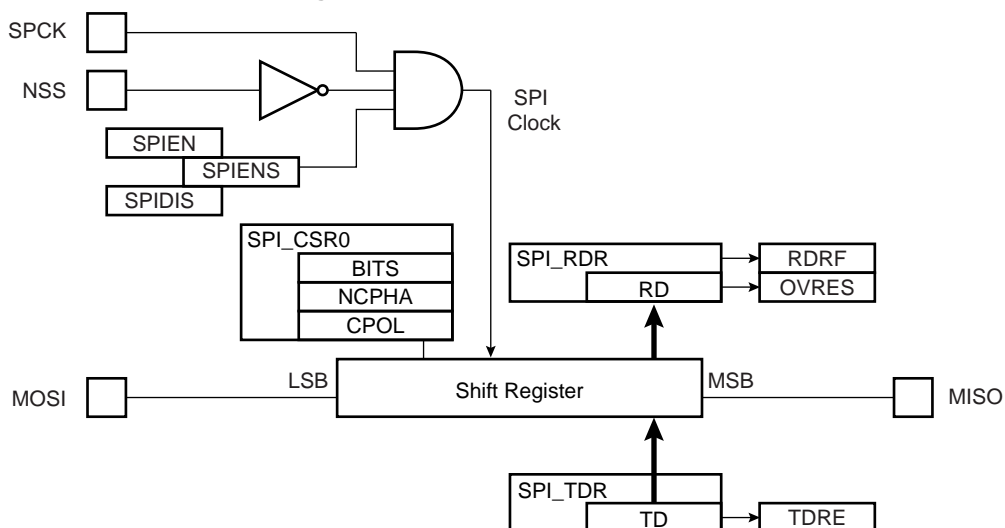 SPCK
NSS
SPI
Clock
SPIEN
SPIENS
SPIDIS
SPI_CSR0
BITS
NCPHA
CPOL
SPI_RDR
RD
RDRF
OVRES
MOSI
LSB
Shift Register
MSB
MISO
SPI_TDR
TD
TDRE